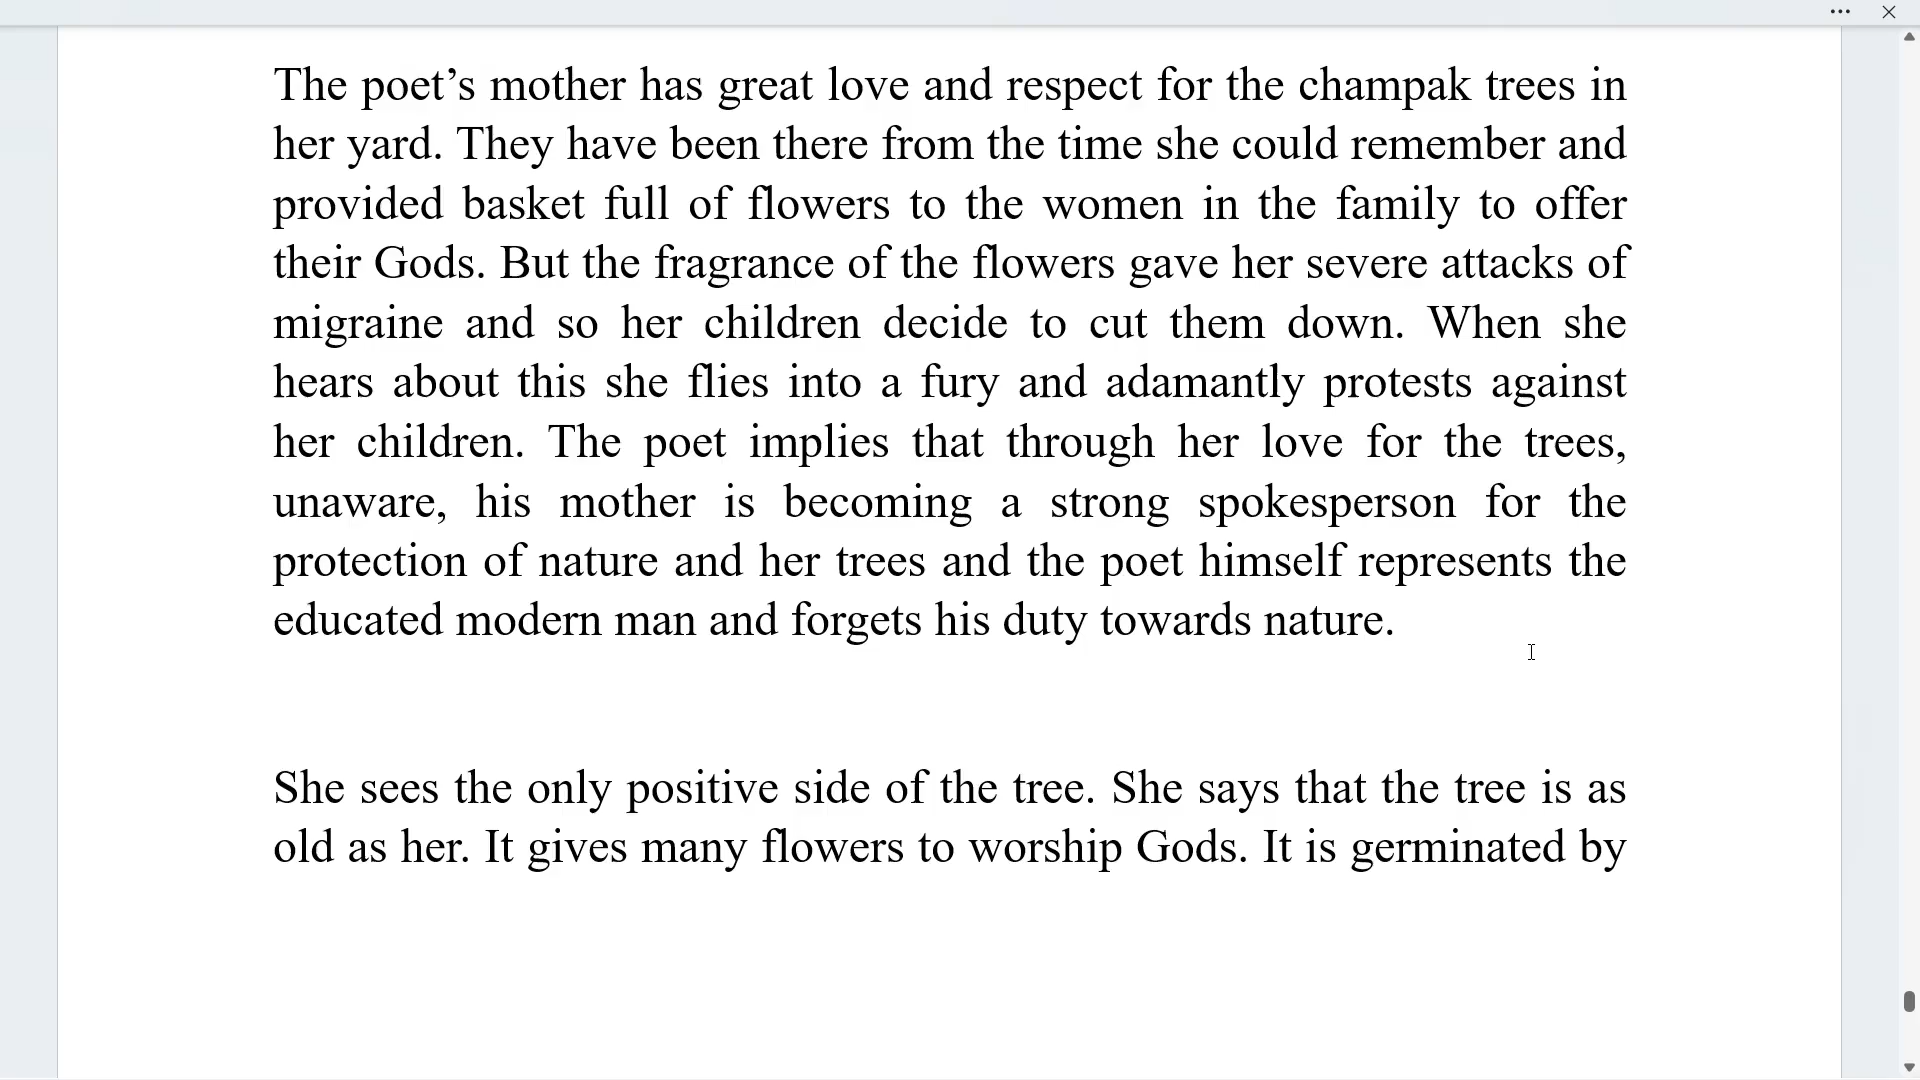 The poet’s mother has great love and respect for the champak trees in
her yard. They have been there from the time she could remember and
provided basket full of flowers to the women in the family to offer
their Gods. But the fragrance of the flowers gave her severe attacks of
migraine and so her children decide to cut them down. When she
hears about this she flies into a fury and adamantly protests against
her children. The poet implies that through her love for the trees,
unaware, his mother is becoming a strong spokesperson for the
protection of nature and her trees and the poet himself represents the
educated modern man and forgets his duty towards nature.
She sees the only positive side of the tree. She says that the tree is as
old as her. It gives many flowers to worship Gods. It is germinated by